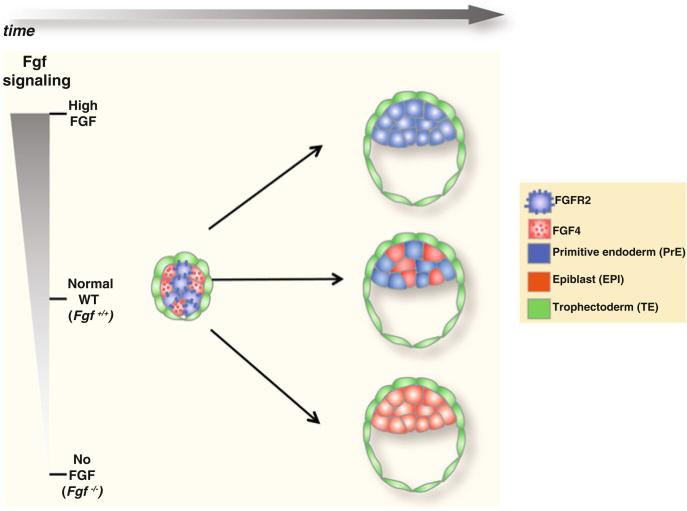 time
Fgf
signaling
High
FGF
Normal
WT
(Fgf +/+)
No
FGF
(Fgf -/-)
FGFR2
FGF4
Primitive endoderm (PrE)
Epiblast (EPI)
Trophectoderm (TE)